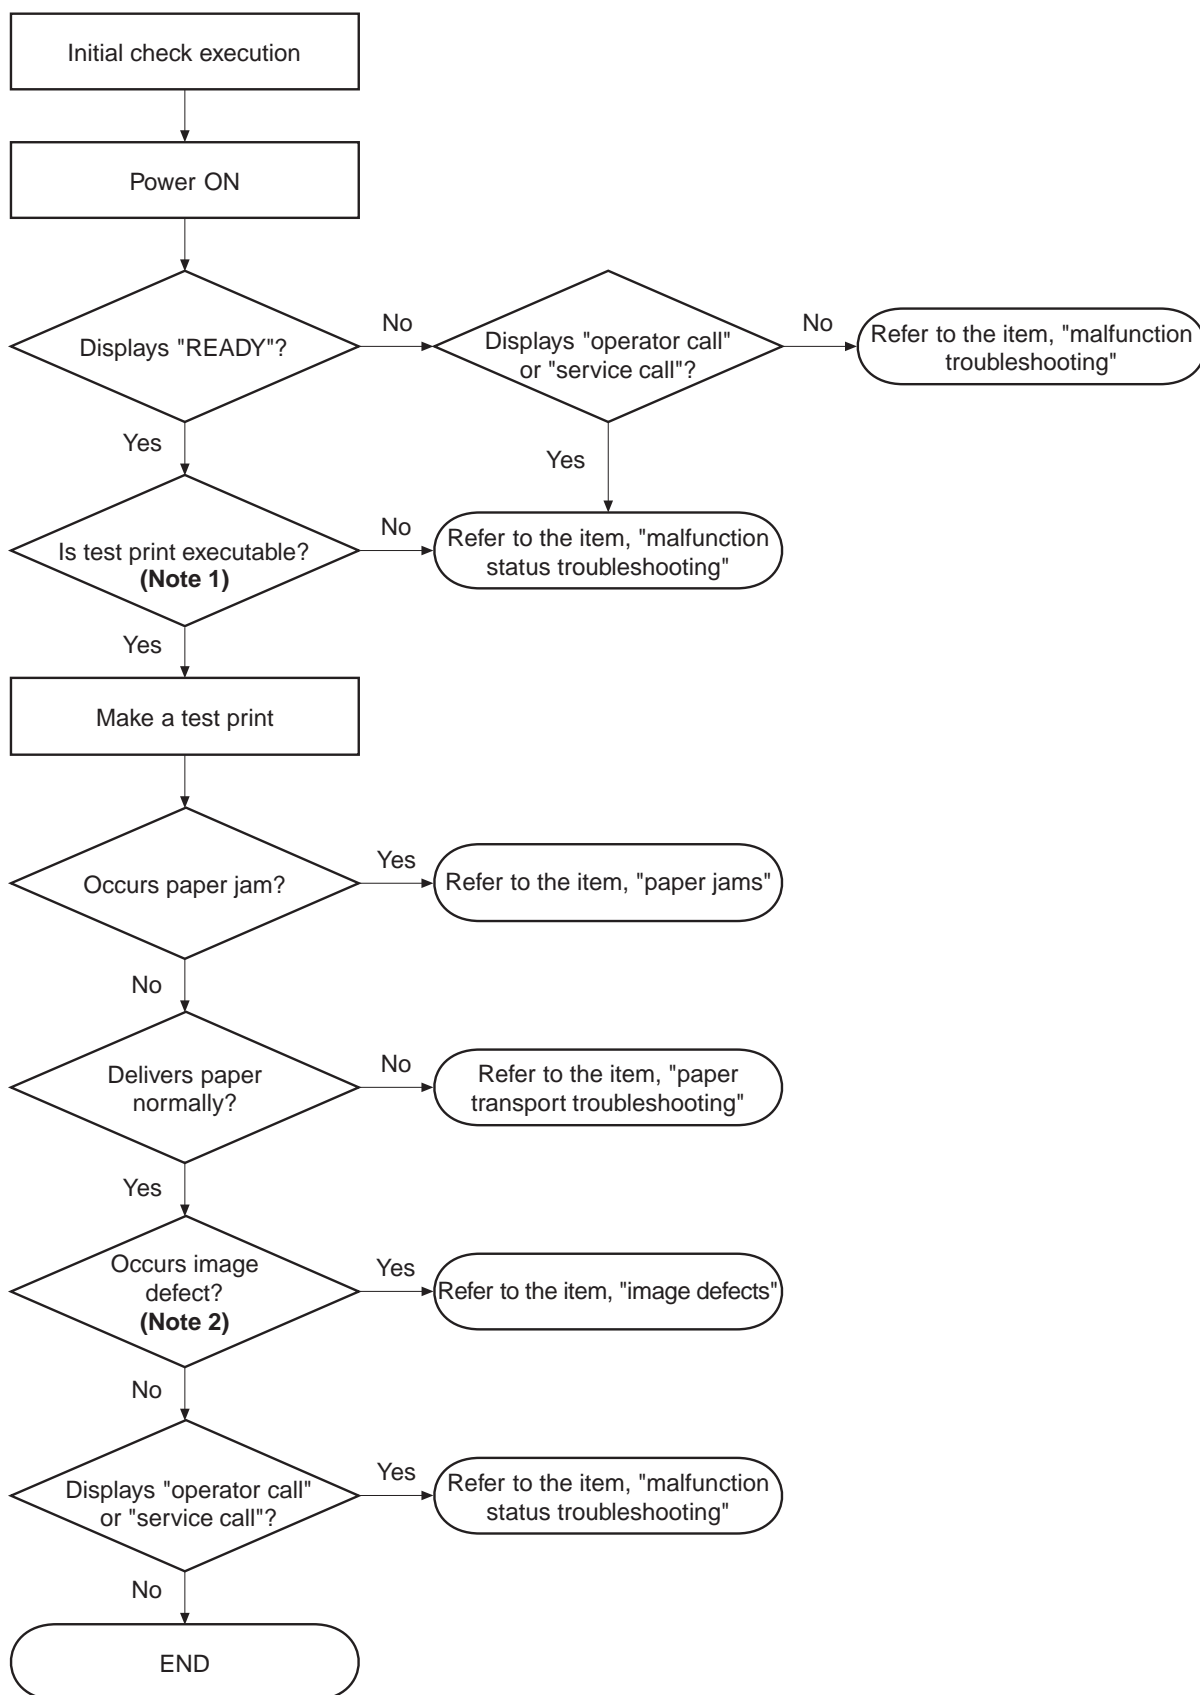 Initial check execution
Power ON
Displays "READY"?
No
Displays "operator call"
or "service call"?
No
Refer to the item, "malfunction
troubleshooting"
Yes
Yes
Is test print executable?
(Note 1)
No
Refer to the item, "malfunction
status troubleshooting"
Yes
Make a test print
Occurs paper jam?
Yes
Refer to the item, "paper jams"
No
Delivers paper
normally?
No
Refer to the item, "paper
transport troubleshooting"
Yes
Occurs image
defect?
(Note 2)
Yes
Refer to the item, "image defects"
No
Displays "operator call"
or "service call"?
Yes
Refer to the item, "malfunction
status troubleshooting"
No
END